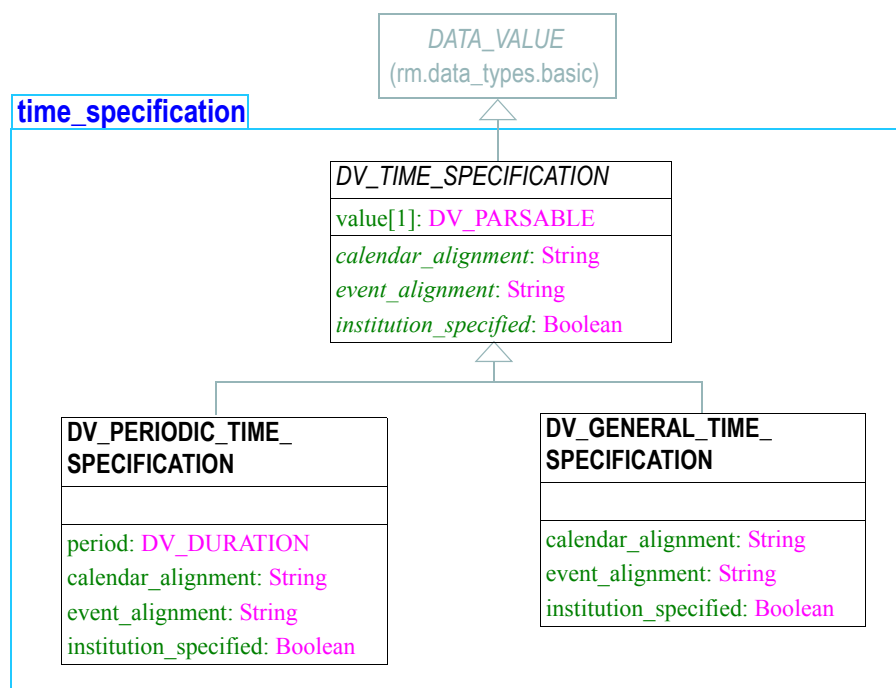 DATA_VALUE
(rm.data_types.basic)
time_specification
DV_TIME_SPECIFICATION
value[1]: DV_PARSABLE
calendar_alignment: String
event_alignment: String
institution_specified: Boolean
DV_PERIODIC_TIME_
SPECIFICATION
period: DV_DURATION
calendar_alignment: String
event_alignment: String
institution_specified: Boolean
DV_GENERAL_TIME_
SPECIFICATION
calendar_alignment: String
event_alignment: String
institution_specified: Boolean